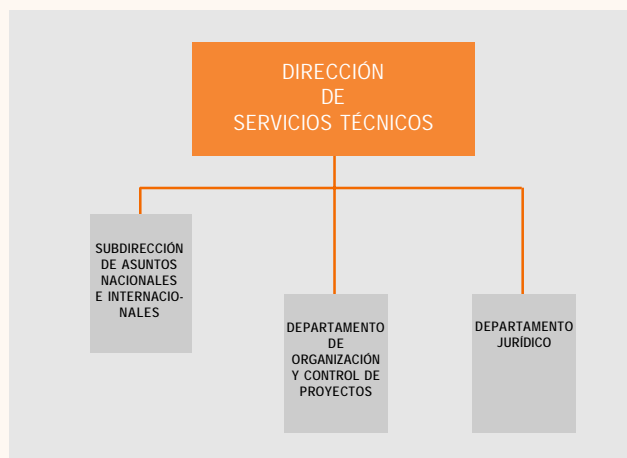 DIRECCIÓN
DE
SERVICIOS TÉCNICOS
SUBDIRECCIÓN
DE ASUNTOS
NACIONALES
E INTERNACIO-
NALES
DEPARTAMENTO
DE
ORGANIZACIÓN
Y CONTROL DE
PROYECTOS
DEPARTAMENTO
JURÍDICO